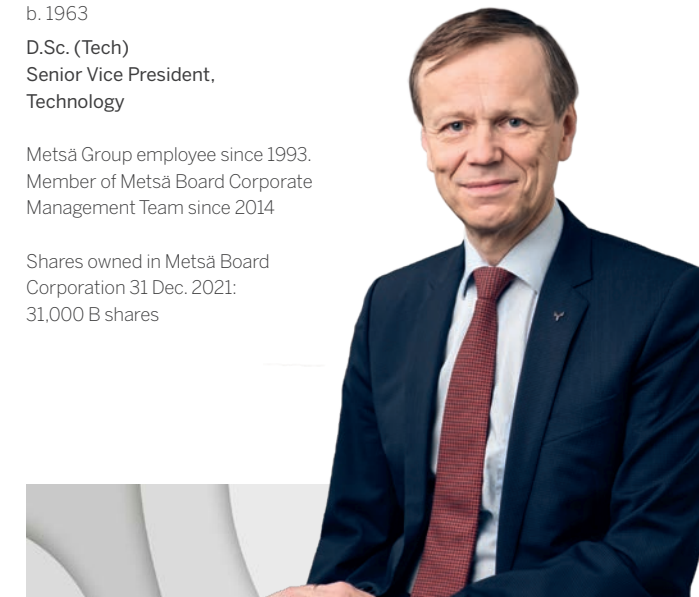 b. 1963
D.Sc. (Tech)
Senior Vice President,
Technology
Metsä Group employee since 1993.
Member of Metsä Board Corporate
Management Team since 2014
Shares owned in Metsä Board
Corporation 31 Dec. 2021:
31,000 B shares